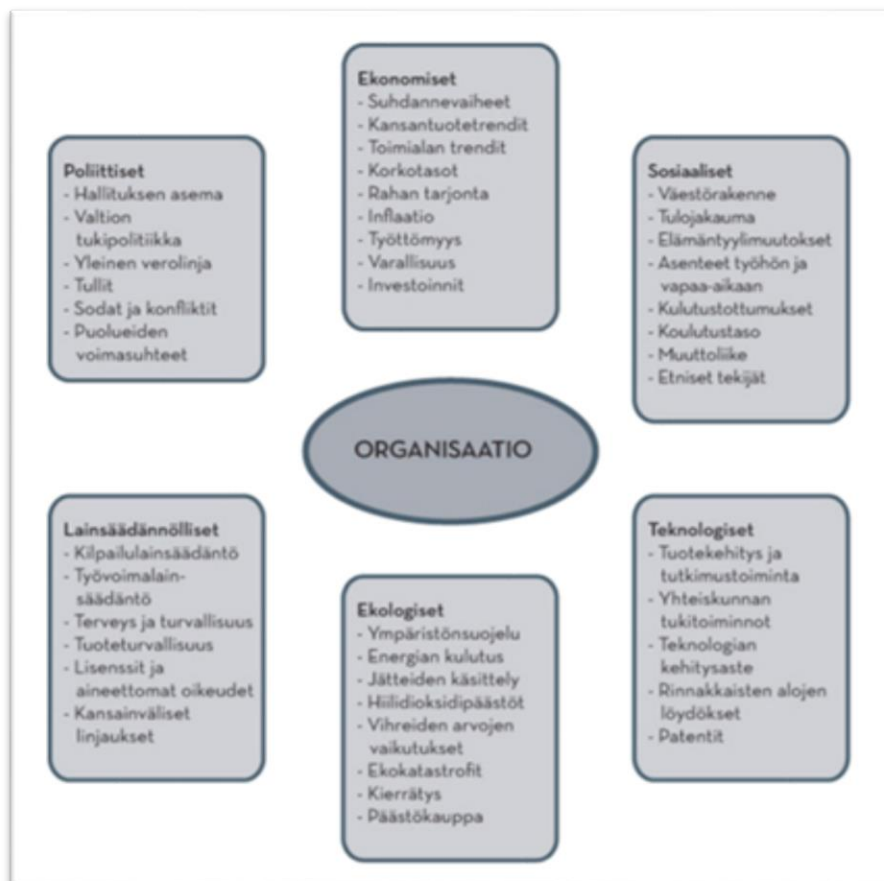 Ekonomiset
- Suhdannevaiheet
- Kansantuotetrendit
- Toimialan trendit
- Korkotasot
- Rahan tarjonta
- Inflaatio
- Työttömyys
- Varallisuus
- Investoinnit
Poliittiset
- Hallituksen asema
- Valtion
tukipolitiikka
- Yleinen verolinja
- Tullit
- Sodat ja konfliktit
- Puolueiden
voimasuhteet
Sosiaaliset
- Väestörakenne
- Tulojakauma
- Elämäntyylimuutokset
- Asenteet työhön ja
vapaa-aikaan
- Kulutustottumukset
- Koulutustaso
- Muuttoliike
- Etniset tekijät
ORGANISAATIO
Lainsäädännölliset
- Kilpailulainsäädäntö
- Työvoimalain-
säädäntö
- Terveys ja turvallisuus
- Tuoteturvallisuus
- Lisenssit ja
aineettomat oikeudet
- Kansainväliset
linjaukset
Ekologiset
- Ympäristönsuojelu
- Energian kulutus
- Jätteiden käsittely
- Hiilidioksidipäästöt
- Vihreiden arvojen
vaikutukset
- Ekokatastrofit
- Kierrätys
- Päästökauppa
Teknologiset
- Tuotekehitys ja
tutkimustoiminta
- Yhteiskunnan
tukitoiminnot
- Teknologian
kehitysaste
- Rinnakkaisten alojen
löydökset
- Patentit